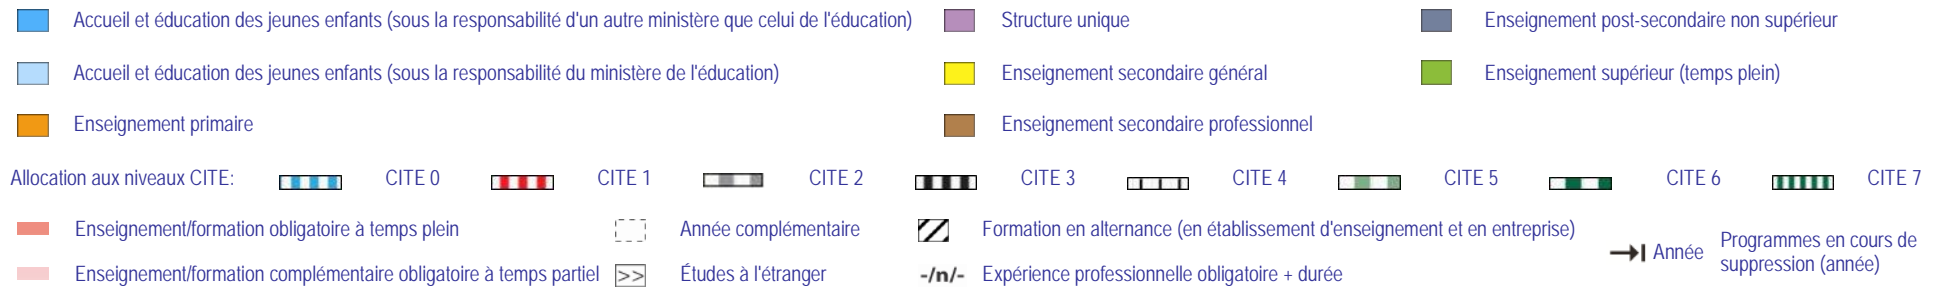 Accueil et éducation des jeunes enfants (sous la responsabilité d'un autre ministère que celui de l'éducation)
Structure unique
Enseignement post-secondaire non supérieur
Accueil et éducation des jeunes enfants (sous la responsabilité du ministère de l'éducation)
Enseignement secondaire général
Enseignement supérieur (temps plein)
Enseignement primaire
Enseignement secondaire professionnel
Allocation aux niveaux CITE: CITE 0 CITE 1 CITE 2 CITE 3 CITE 4 CITE 5 CITE 6 CITE 7
Enseignement/formation obligatoire à temps plein
Année complémentaire
Formation en alternance (en établissement d'enseignement et en entreprise)
Année
Programmes en cours de
suppression (année)
Enseignement/formation complémentaire obligatoire à temps partiel
>> Études à l'étranger
-/n/- Expérience professionnelle obligatoire + durée